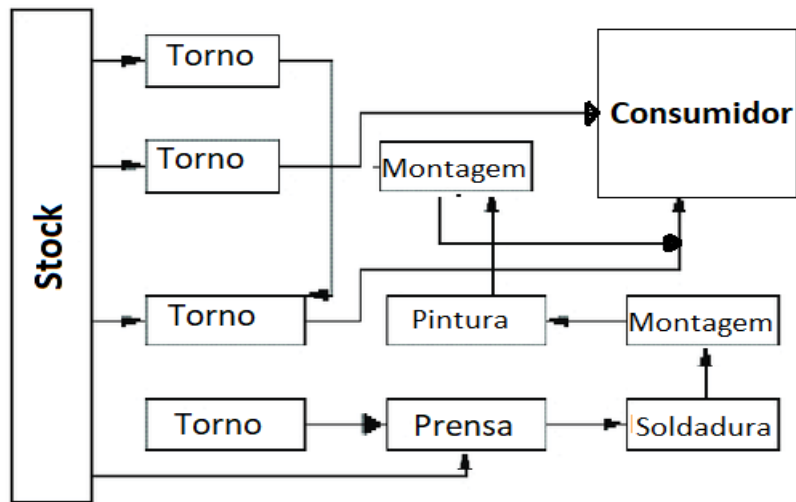 Stock
Torno
Torno
Torno
Torno
Montagem
Consumidor
Pintura
Montagem
Prensa
Soldadura